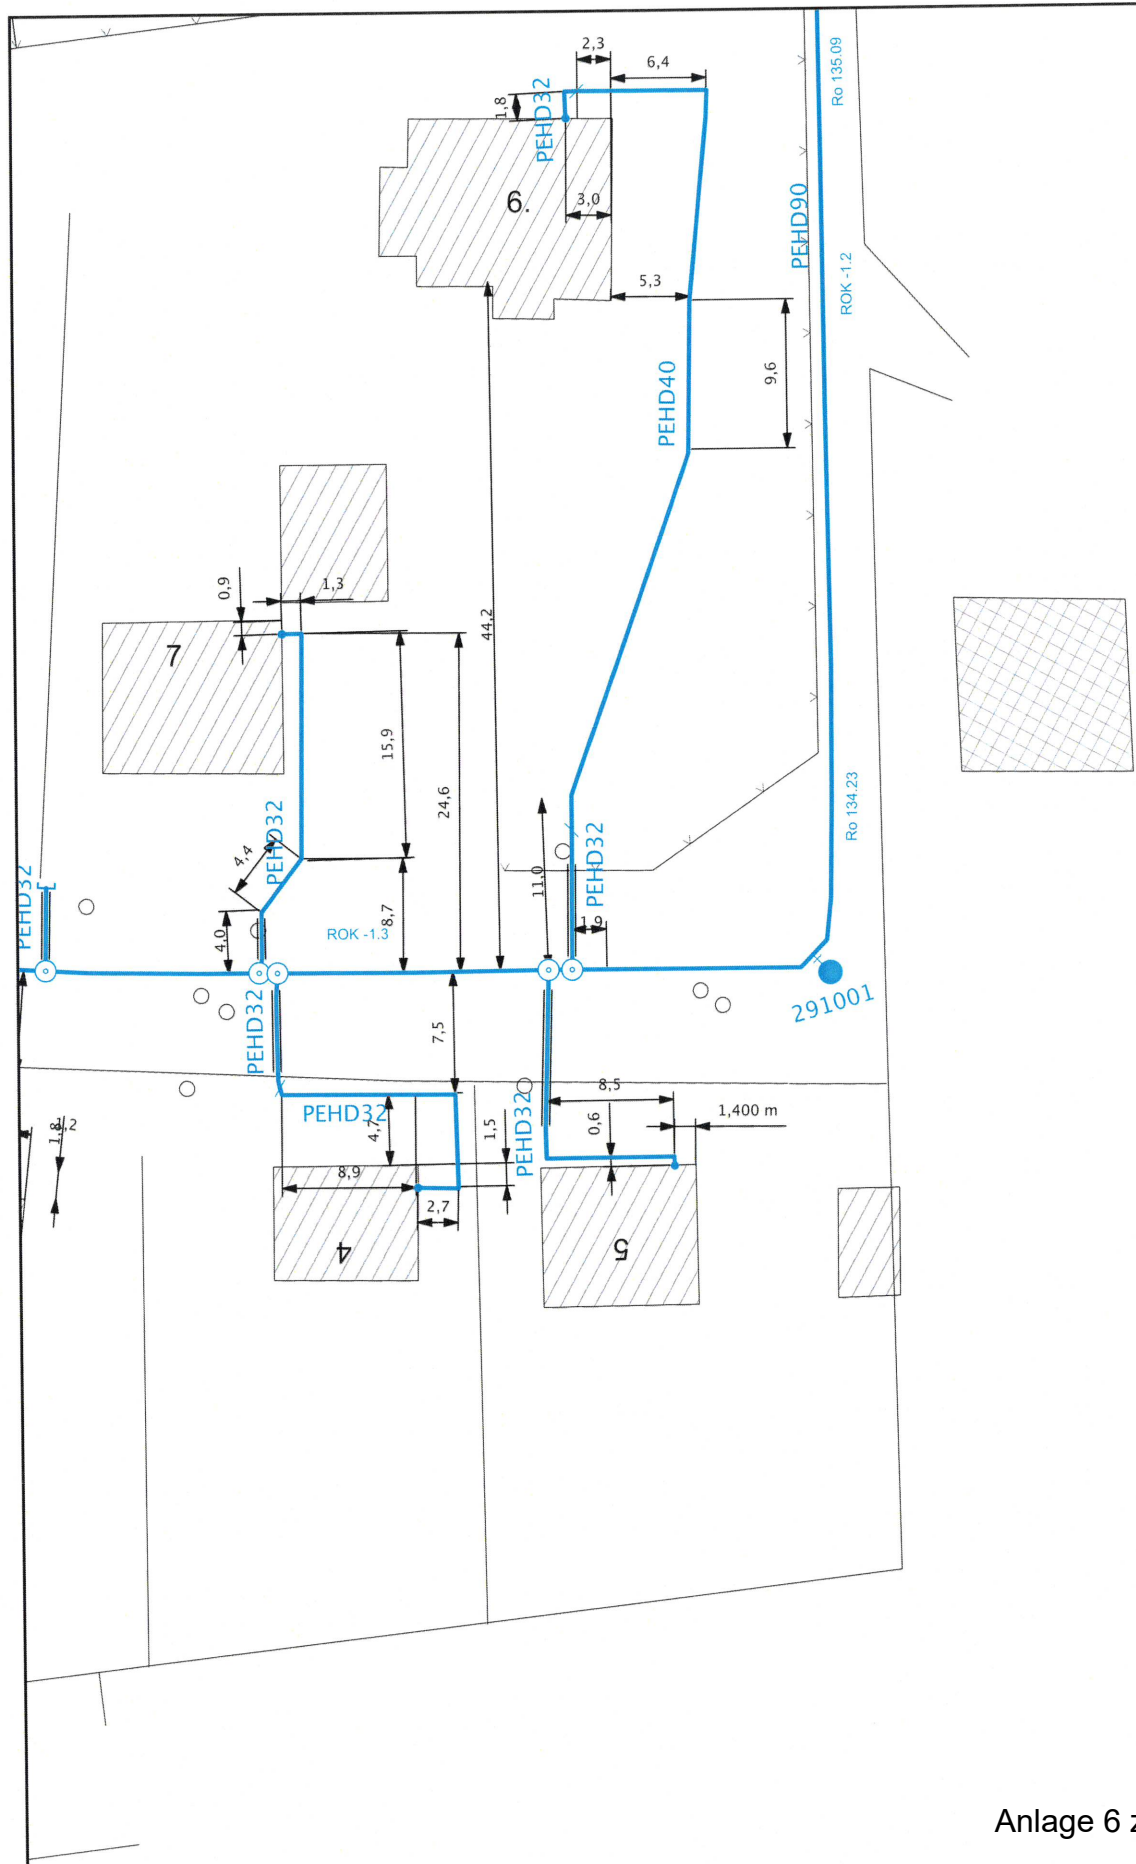 2,3
6,4
Ro 135.09
PEHD32
1,8
6.
3,0
PEHD90
ROK -1.2
5,3
9,6
PEHD40
0,9
1,3
44,2
7
15,9
24,6
PEHD32
4,4
Ro 134.23
11,0
PEHD32
PEHD32
4,0
8,7
ROK -1.3
1,9
291001
PEHD32
7,5
8,5
PEHD32
4,7
1,5
PEHD32
0,6
1,400 m
1,8
1,2
8,9
2,7
4
5
Anlage 6 z